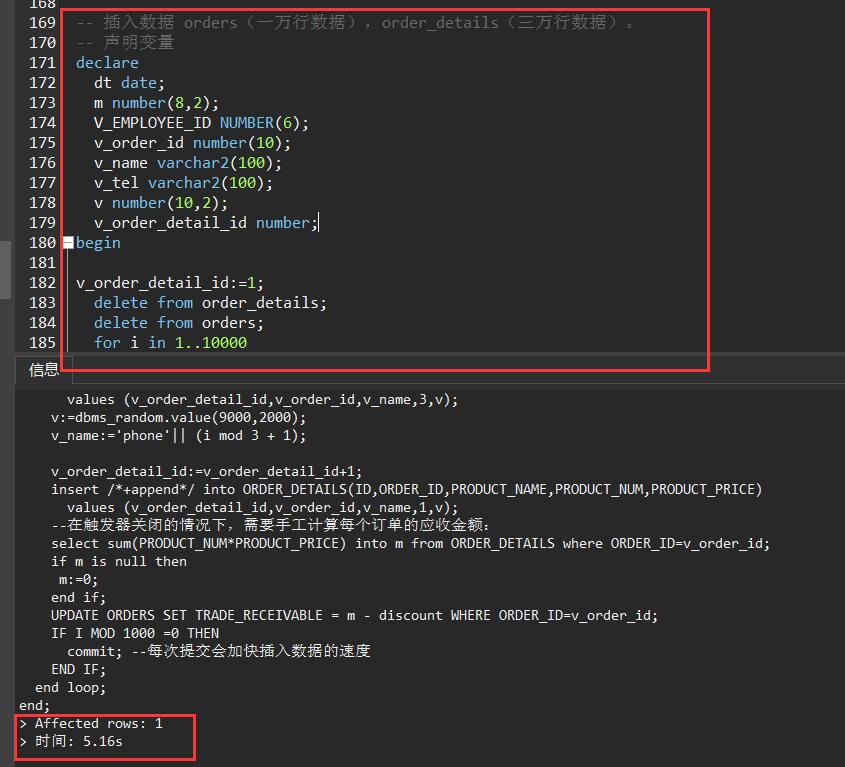 168
169 -- 插入数据 orders（一万行数据），order_details（三万行数据）。
170 -- 声明变量
171 declare
172 dt date;
173 m number(8,2);
174 V_EMPLOYEE_ID NUMBER(6);
175 v_order_id number(10);
176 v_name varchar2(100);
177 v_tel varchar2(100);
178 v number(10,2);
179 v_order_detail_id number;
180 begin
181
182 v_order_detail_id:=1;
183 delete from order_details;
184 delete from orders;
185 for i in 1..10000
信息
values (v_order_detail_id,v_order_id,v_name,3,v);
v:=dbms_random.value(9000,2000);
v_name:='phone'|| (i mod 3 + 1);
v_order_detail_id:=v_order_detail_id+1;
insert /*+append*/ into ORDER_DETAILS(ID,ORDER_ID,PRODUCT_NAME,PRODUCT_NUM,PRODUCT_PRICE)
values (v_order_detail_id,v_order_id,v_name,1,v);
--在触发器关闭的情况下，需要手工计算每个订单的应收金额：
select sum(PRODUCT_NUM*PRODUCT_PRICE) into m from ORDER_DETAILS where ORDER_ID=v_order_id;
if m is null then
m:=0;
end if;
UPDATE ORDERS SET TRADE_RECEIVABLE = m - discount WHERE ORDER_ID=v_order_id;
IF I MOD 1000 =0 THEN
commit; --每次提交会加快插入数据的速度
END IF;
end loop;
end;
> Affected rows: 1
> 时间: 5.16s